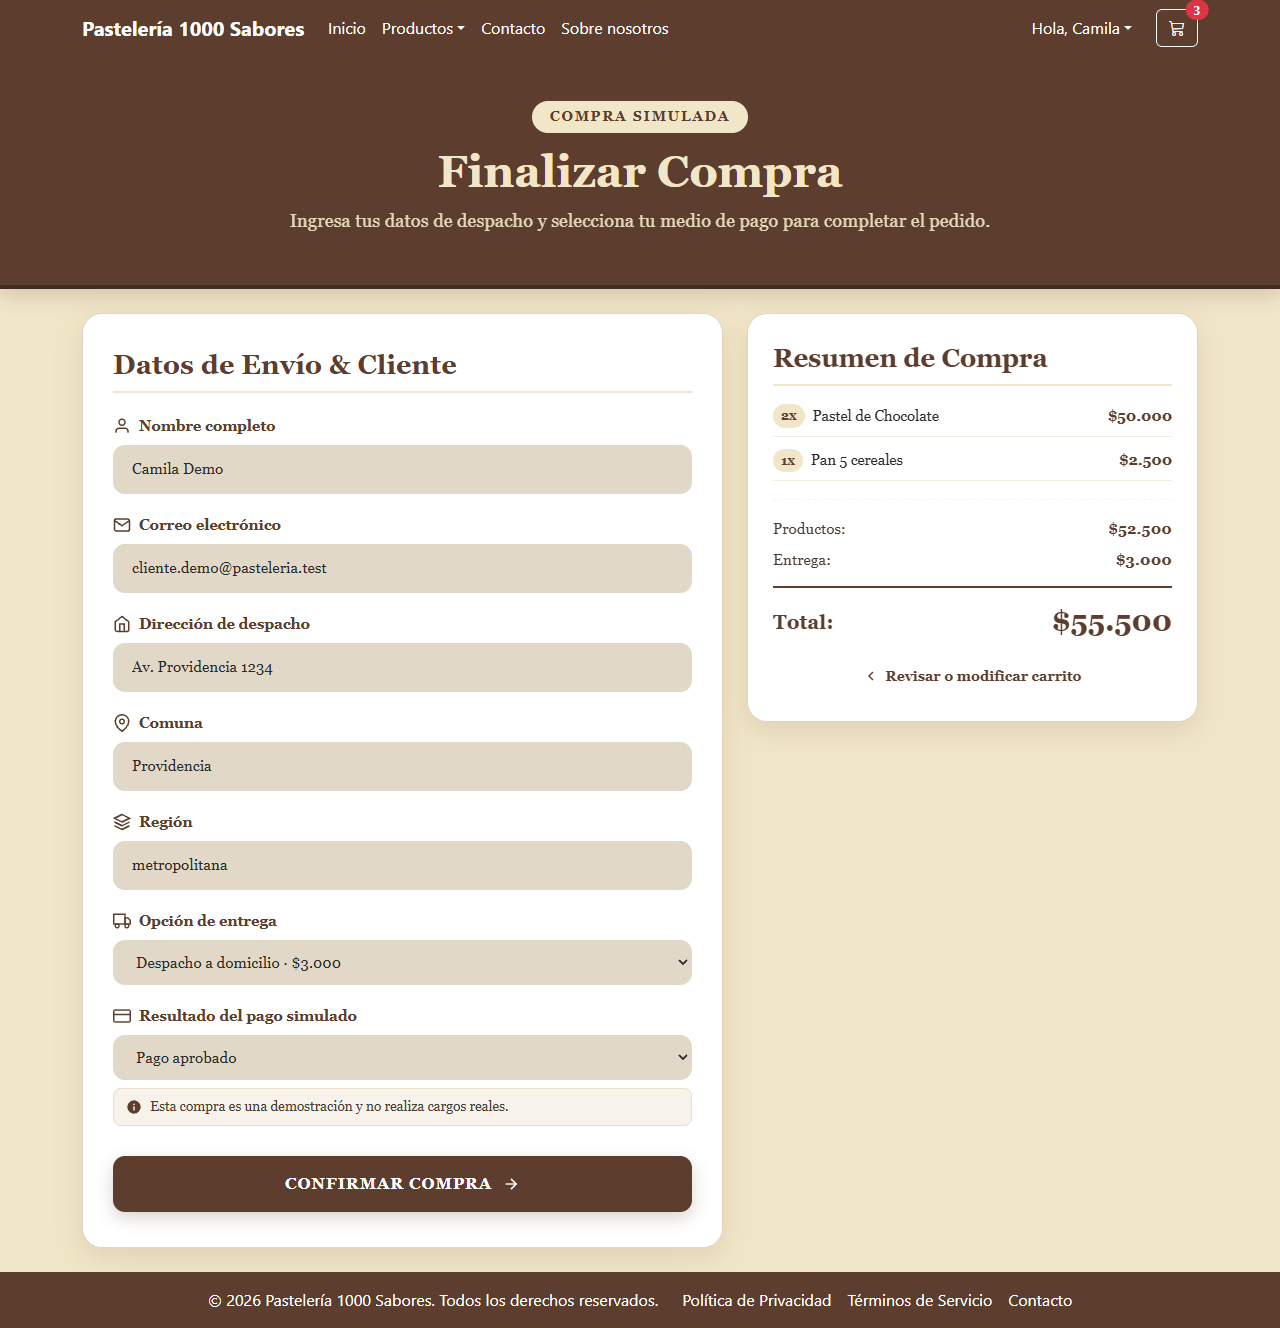 Pastelería 1000 Sabores Inicio Productos Contacto Sobre nosotros Hola, Camila 3
COMPRA SIMULADA
Finalizar Compra
Ingresa tus datos de despacho y selecciona tu medio de pago para completar el pedido.
Datos de Envío & Cliente
Nombre completo
Camila Demo
Correo electrónico
cliente.demo@pasteleria.test
Dirección de despacho
Av. Providencia 1234
Comuna
Providencia
Región
metropolitana
Opción de entrega
Despacho a domicilio · $3.000
Resultado del pago simulado
Pago aprobado
Esta compra es una demostración y no realiza cargos reales.
CONFIRMAR COMPRA
Resumen de Compra
2x Pastel de Chocolate $50.000
1x Pan 5 cereales $2.500
Productos: $52.500
Entrega: $3.000
Total: $55.500
Revisar o modificar carrito
© 2026 Pastelería 1000 Sabores. Todos los derechos reservados. Política de Privacidad Términos de Servicio Contacto